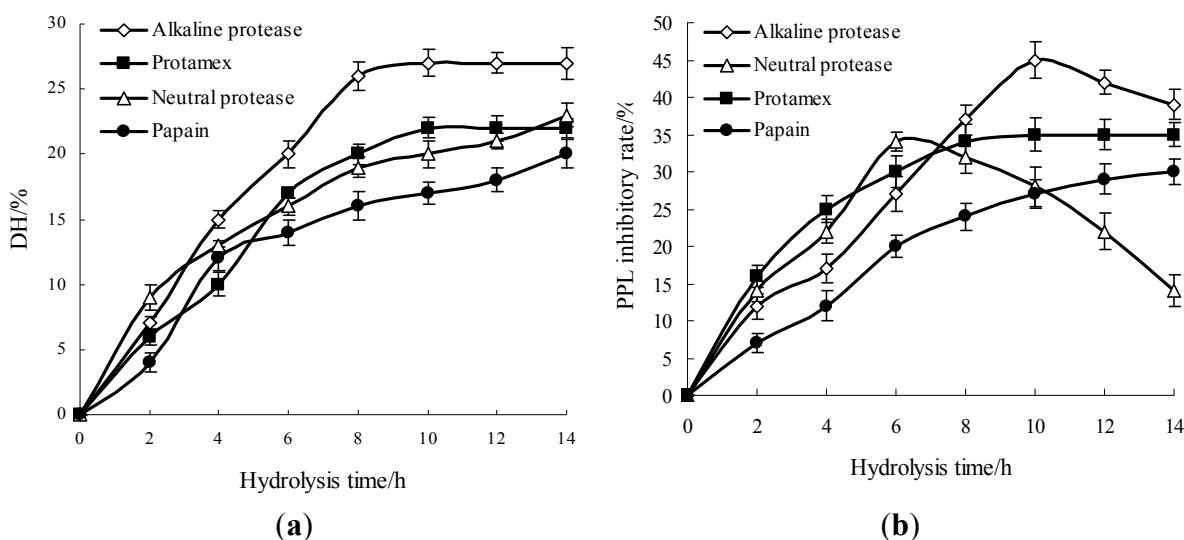 Alkaline protease
Protamex
Neutral protease
Papain
DH/%
30
25
20
15
10
5
0
0 2 4 6 8 10 12 14
Hydrolysis time/h
(a)
Alkaline protease
Neutral protease
Protamex
Papain
PPL inhibitory rate/%
50
45
40
35
30
25
20
15
10
5
0
0 2 4 6 8 10 12 14
Hydrolysis time/h
(b)